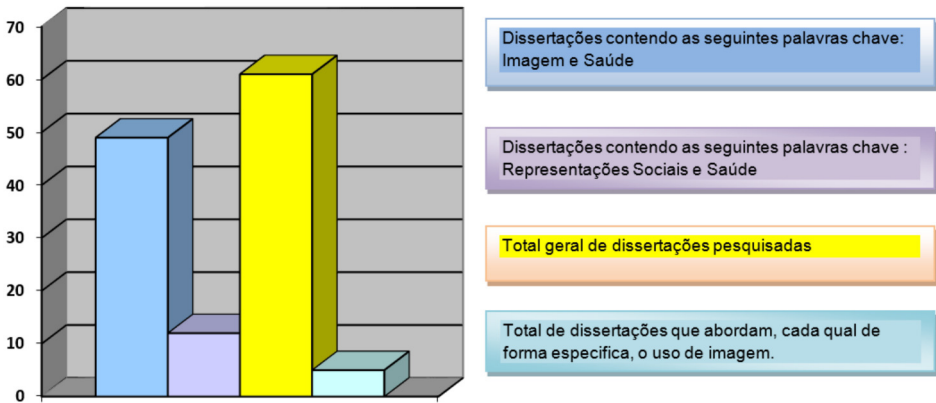 70
60
50
40
30
20
10
0
Dissertações contendo as seguintes palavras chave:
Imagem e Saúde
Dissertações contendo as seguintes palavras chave :
Representações Sociais e Saúde
Total geral de dissertações pesquisadas
Total de dissertações que abordam, cada qual de
forma especifica, o uso de imagem.